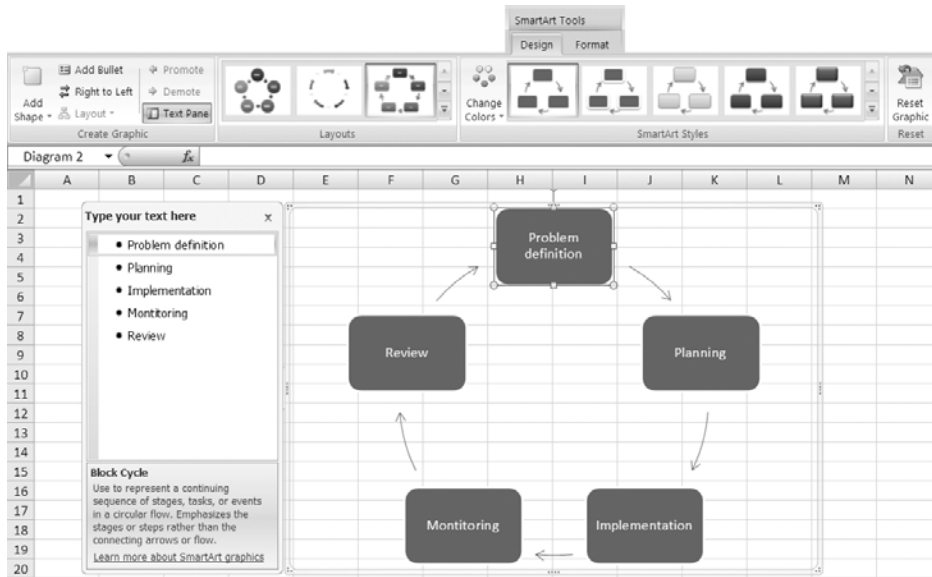 SmartArt Tools
Design Format
Add Shape
Add Bullet
Right to Left
Layout
Promote
Demote
Text Pane
Create Graphic
Layouts
Change Colors
SmartArt Styles
Reset Graphic
Reset
Diagram 2
fx
A B C D E F G H I J K L M N
1
2
3
4
5
6
7
8
9
10
11
12
13
14
15
16
17
18
19
20
Type your text here x
• Problem definition
• Planning
• Implementation
• Montitoring
• Review
Block Cycle
Use to represent a continuing
sequence of stages, tasks, or events
in a circular flow. Emphasizes the
stages or steps rather than the
connecting arrows or flow.
Learn more about SmartArt graphics
Problem
definition
Review
Planning
Montitoring
Implementation